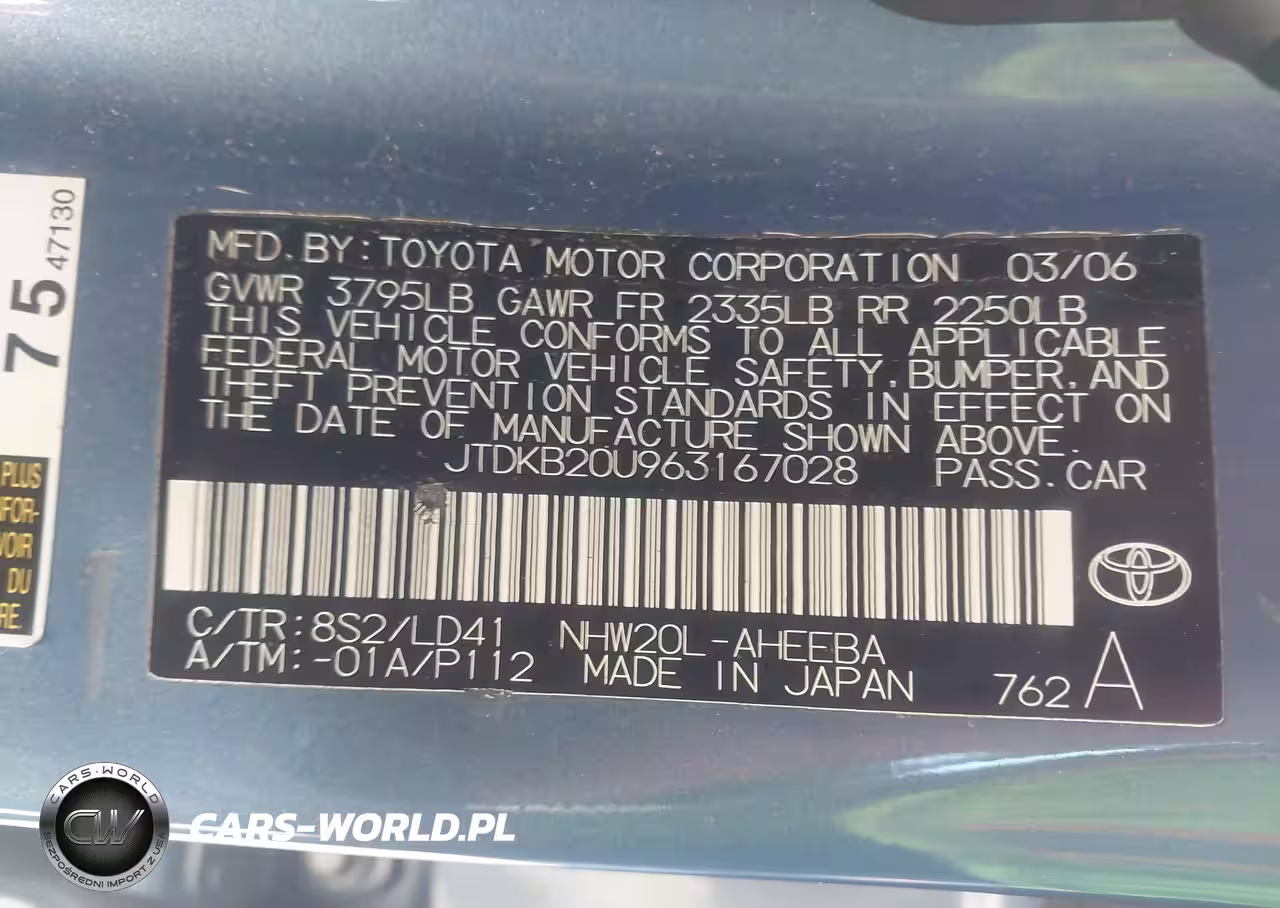 MFD. BY: TOYOTA MOTOR CORPORATION 03/06
GVWR 3795LB GAWR FR 2335LB RR 2250LB
THIS VEHICLE CONFORMS TO ALL APPLICABLE
FEDERAL MOTOR VEHICLE SAFETY, BUMPER, AND
THEFT PREVENTION STANDARDS IN EFFECT ON
THE DATE OF MANUFACTURE SHOWN ABOVE.
JTDKB20U963167028 PASS. CAR
C/TR: 8S2/LD41 NHW20L-AHEEBA
A/TM: -01A/P112 MADE IN JAPAN 762 A
75 47130
PLUS
VOIR
DU
CARS-WORLD
CW
BEZPOŚREDNI IMPORT Z USA
CARS-WORLD.PL